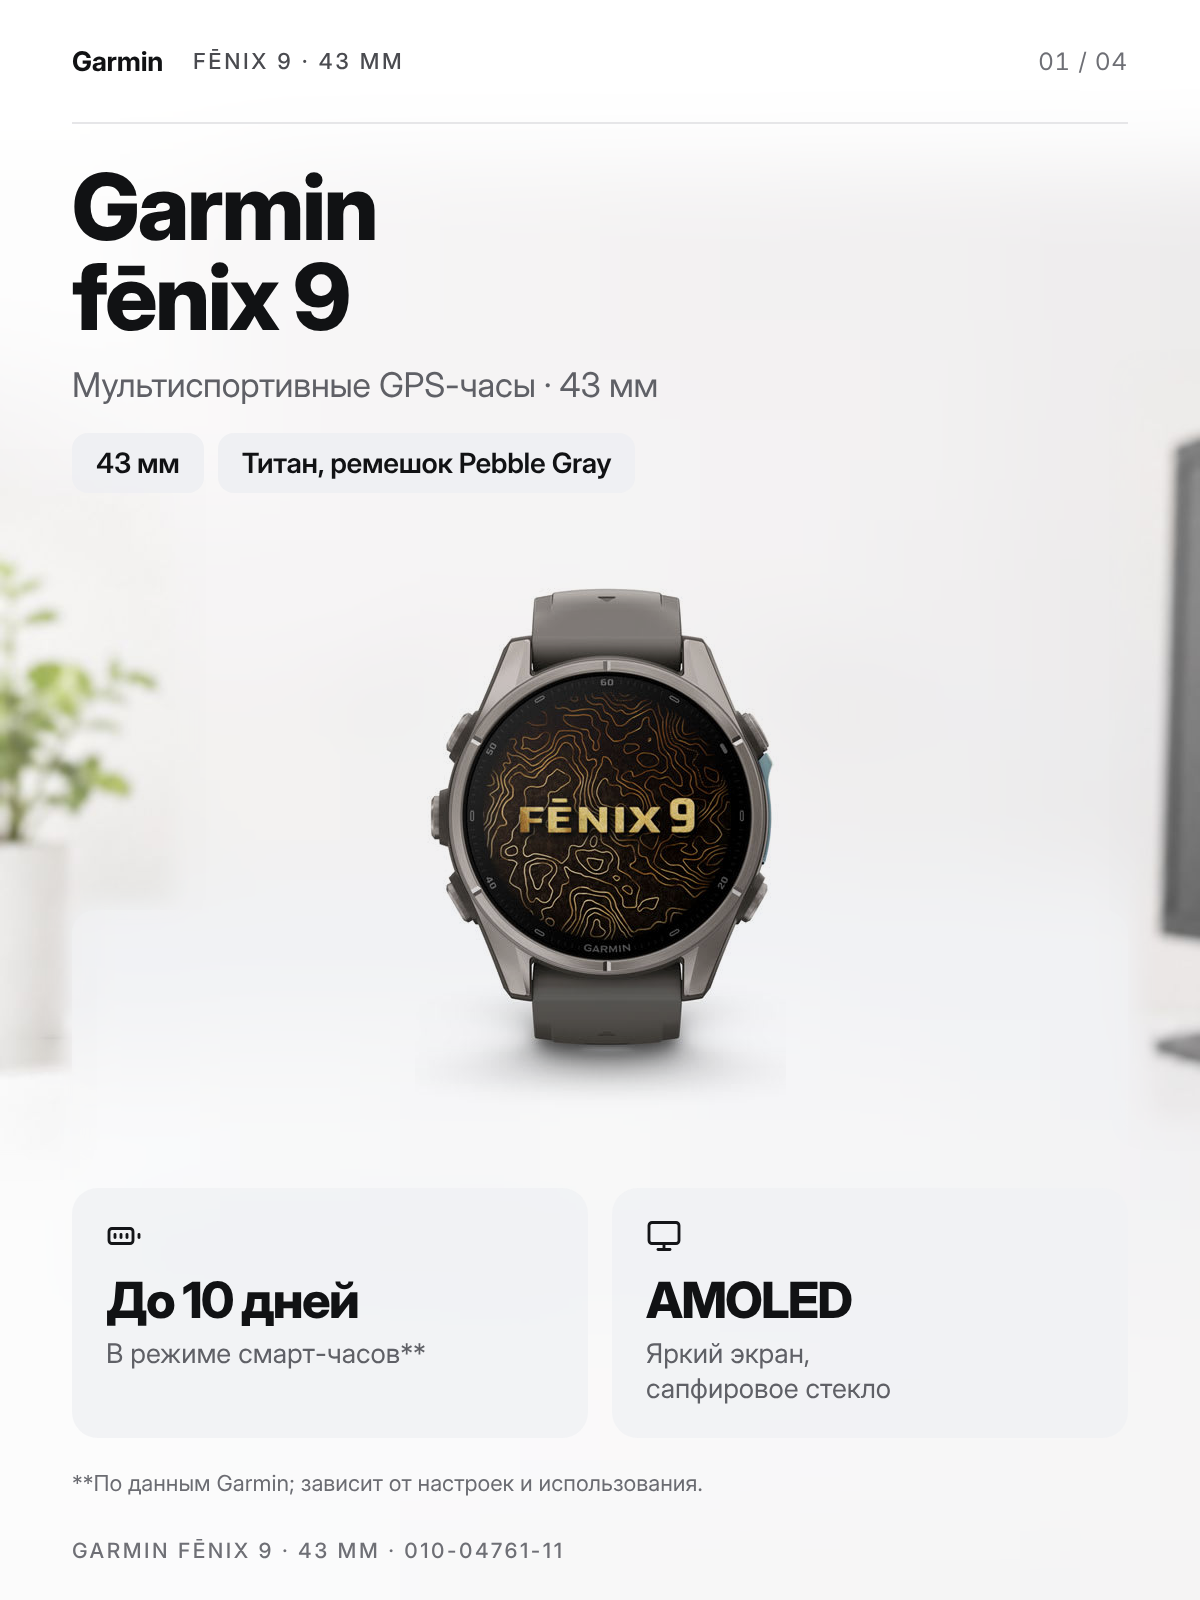 Garmin FĒNIX 9 · 43 ММ 01 / 04
Garmin
fēnix 9
Мультиспортивные GPS-часы · 43 мм
43 мм Титан, ремешок Pebble Gray
60
50
FĒNIX 9
40 20
GARMIN
До 10 дней
В режиме смарт-часов**
AMOLED
Яркий экран,
сапфировое стекло
**По данным Garmin; зависит от настроек и использования.
GARMIN FĒNIX 9 · 43 ММ · 010-04761-11